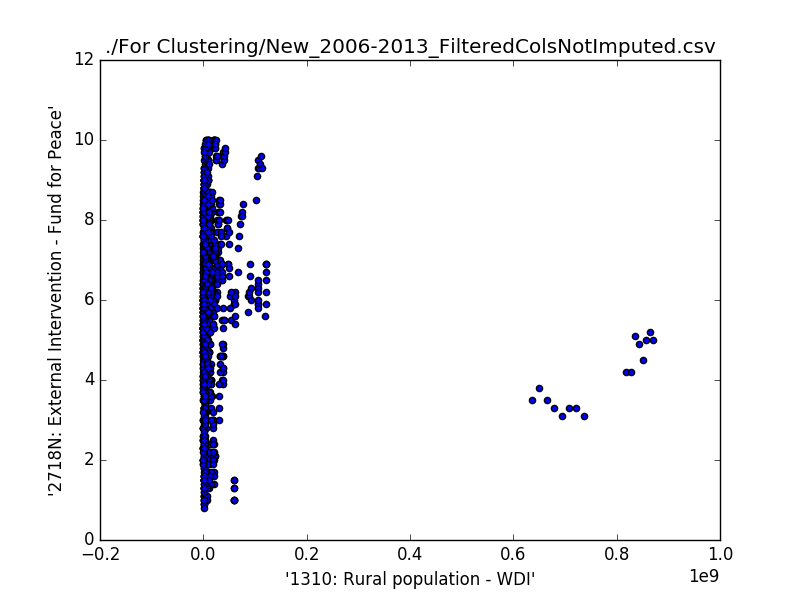 ./For Clustering/New_2006-2013_FilteredColsNotImputed.csv
12
10
8
6
4
2
0
'2718N: External Intervention - Fund for Peace'
−0.2 0.0 0.2 0.4 0.6 0.8 1.0
1e9
'1310: Rural population - WDI'